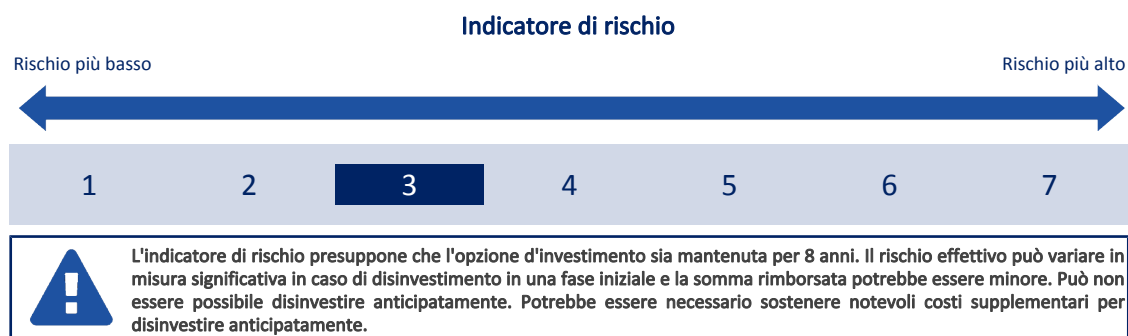 Indicatore di rischio
Rischio più basso
Rischio più alto
1 2 3 4 5 6 7
L'indicatore di rischio presuppone che l'opzione d'investimento sia mantenuta per 8 anni. Il rischio effettivo può variare in
misura significativa in caso di disinvestimento in una fase iniziale e la somma rimborsata potrebbe essere minore. Può non
essere possibile disinvestire anticipatamente. Potrebbe essere necessario sostenere notevoli costi supplementari per
disinvestire anticipatamente.